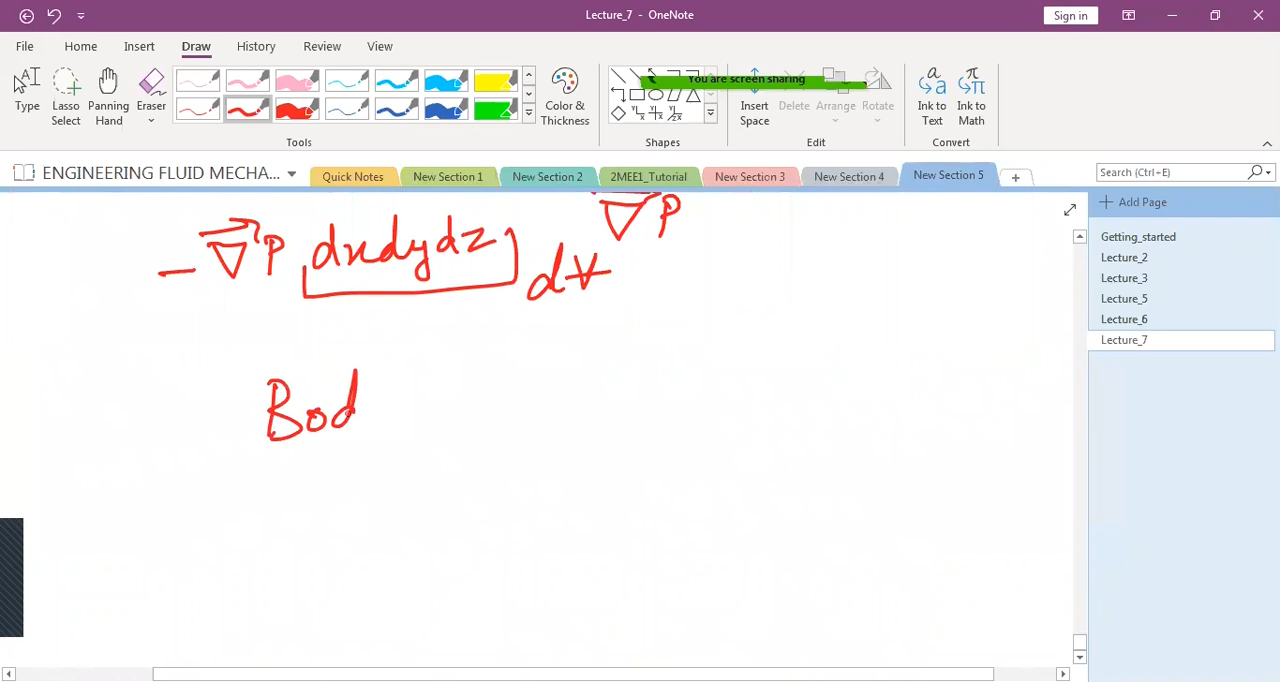 Lecture_7 - OneNote
Sign in
File Home Insert Draw History Review View
You are screen sharing
Type Lasso Select Panning Hand Eraser Color & Thickness Insert Space Delete Arrange Rotate Ink to Text Ink to Math
Tools Shapes Edit Convert
ENGINEERING FLUID MECHA... Quick Notes New Section 1 New Section 2 2MEE1_Tutorial New Section 3 New Section 4 New Section 5 Search (Ctrl+E)
Add Page
Getting_started
Lecture_2
Lecture_3
Lecture_5
Lecture_6
Lecture_7
∇P
- ∇P dxdydz dV
Bod